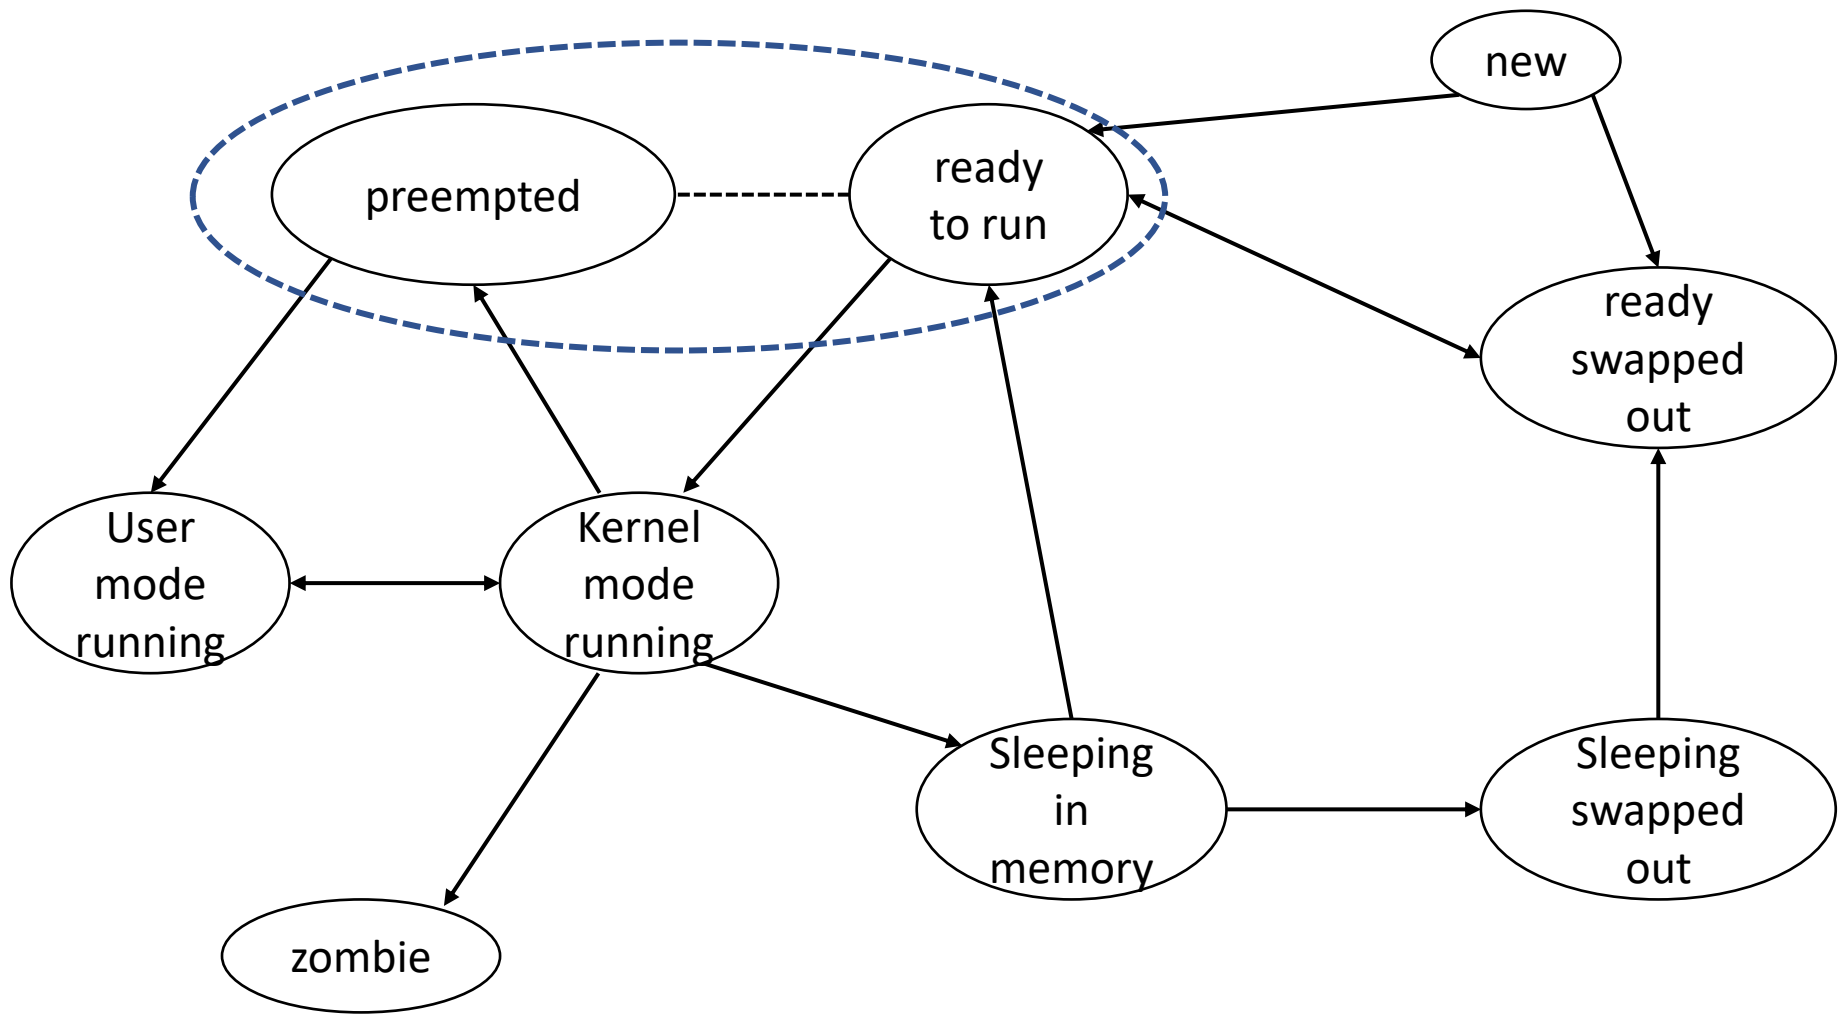 new
preempted
ready
to run
ready
swapped
out
User
mode
running
Kernel
mode
running
Sleeping
in
memory
Sleeping
swapped
out
zombie